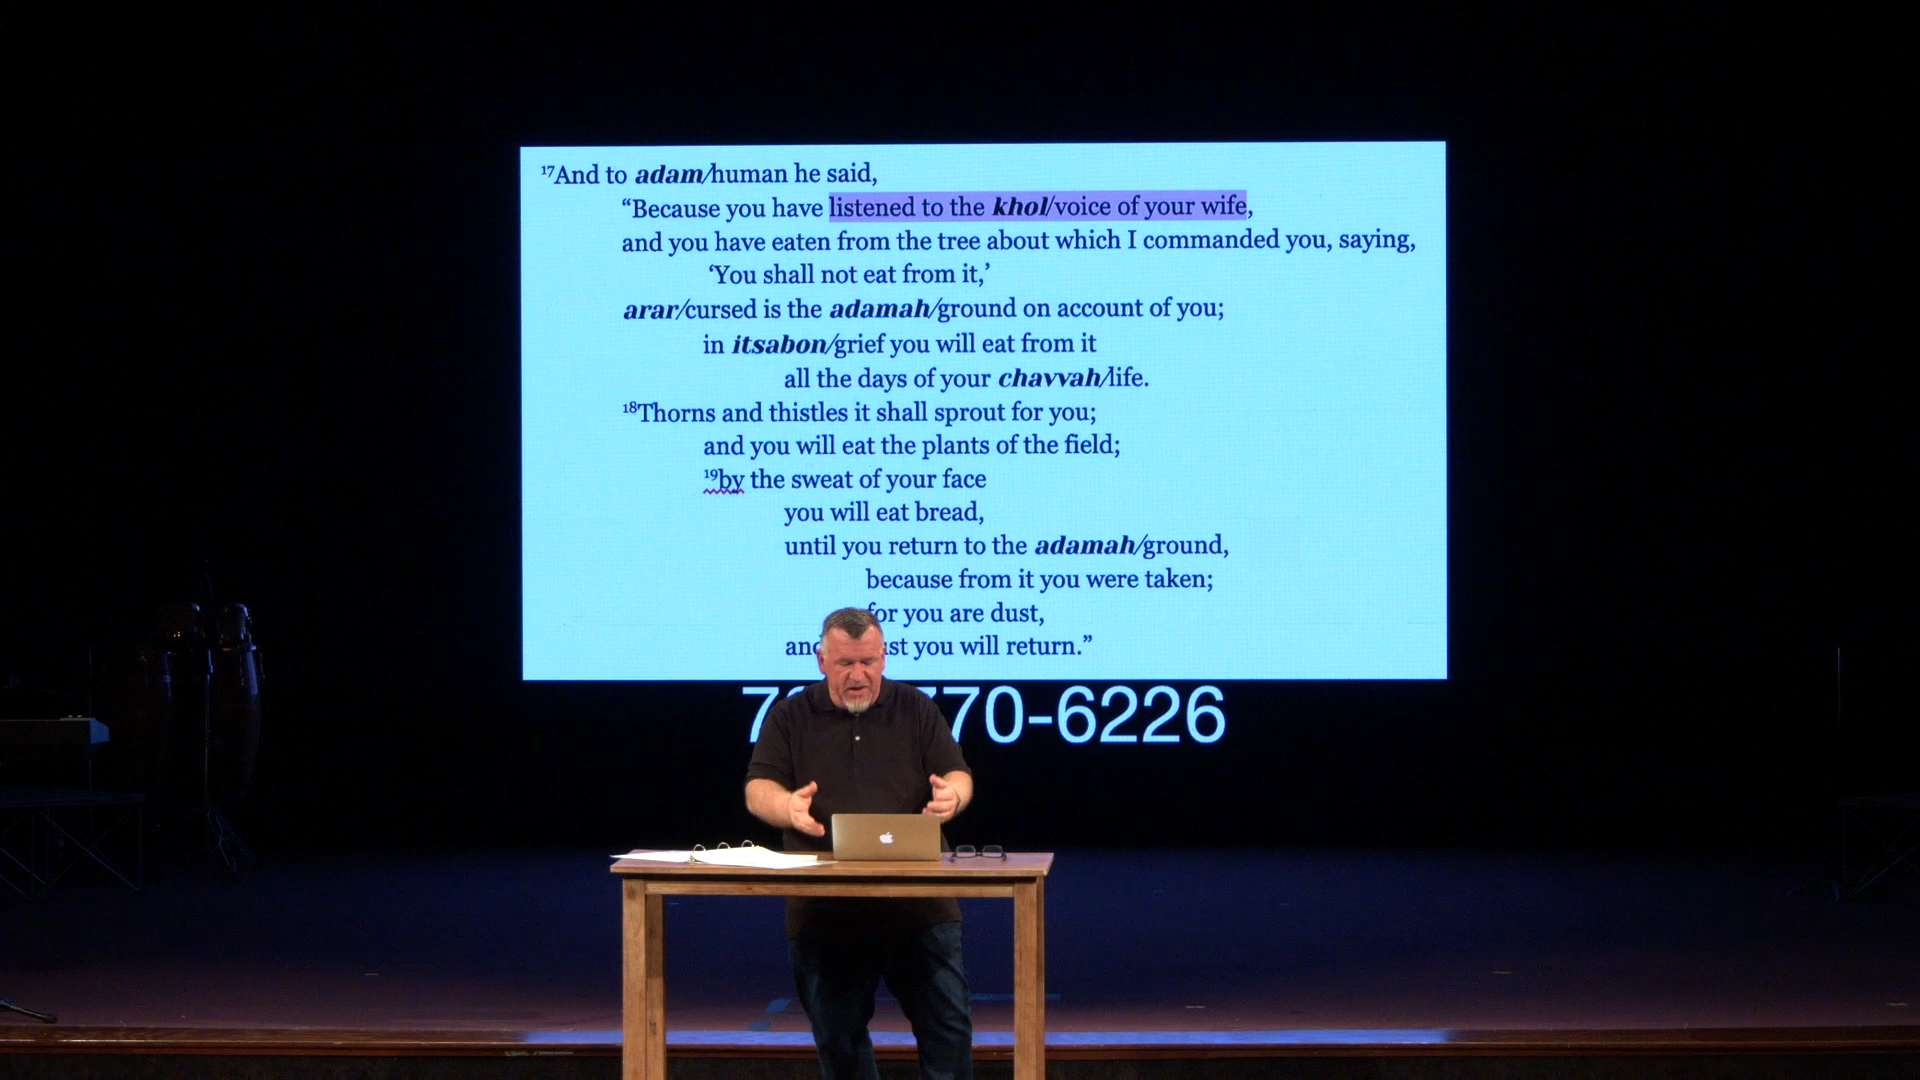 17And to adam/human he said,
“Because you have listened to the khol/voice of your wife,
and you have eaten from the tree about which I commanded you, saying,
‘You shall not eat from it,’
arar/cursed is the adamah/ground on account of you;
in itsabon/grief you will eat from it
all the days of your chavvah/life.
18Thorns and thistles it shall sprout for you;
and you will eat the plants of the field;
19by the sweat of your face
you will eat bread,
until you return to the adamah/ground,
because from it you were taken;
for you are dust,
and you will return.”
70-6226